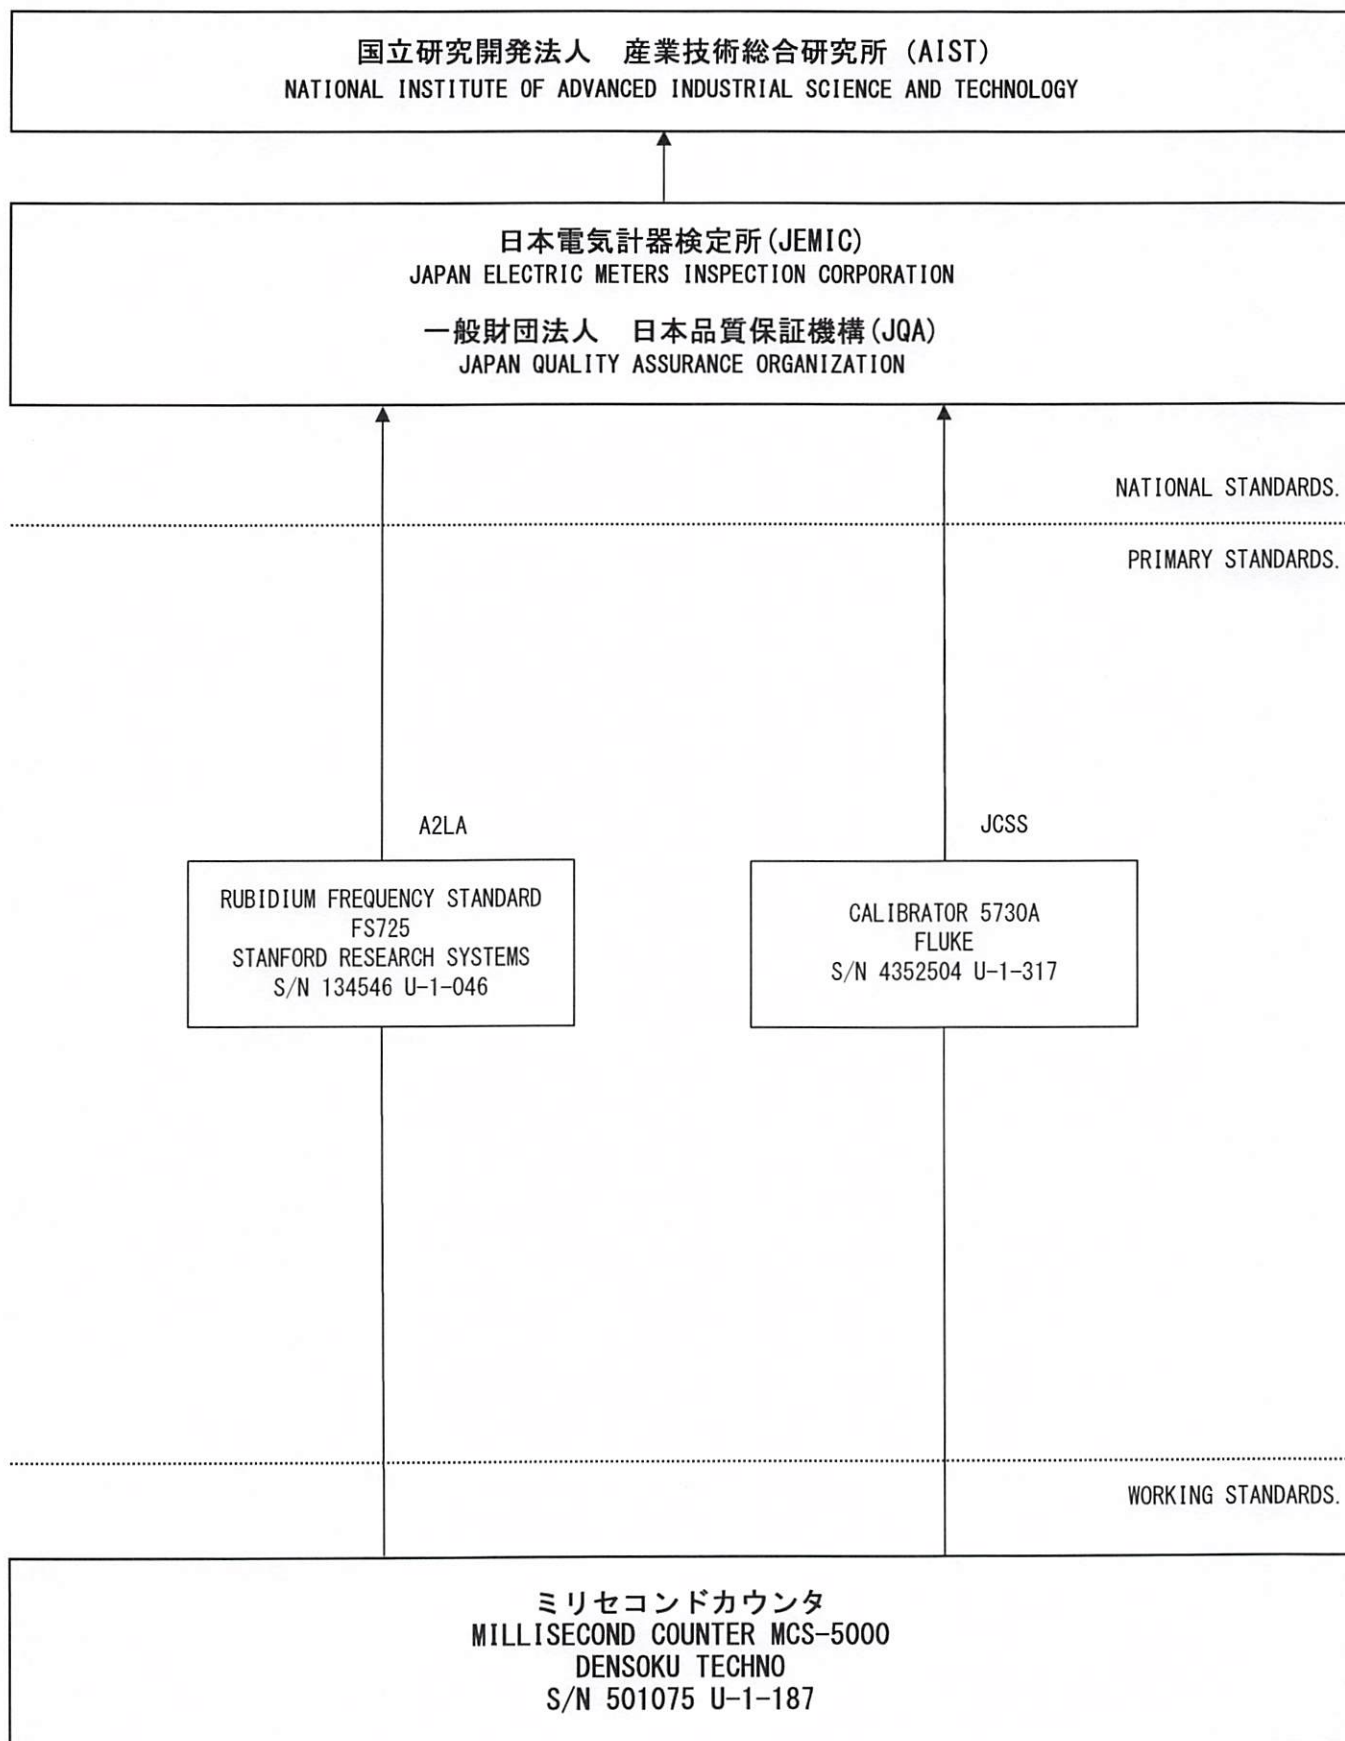 国立研究開発法人　産業技術総合研究所 (AIST)
NATIONAL INSTITUTE OF ADVANCED INDUSTRIAL SCIENCE AND TECHNOLOGY
日本電気計器検定所(JEMIC)
JAPAN ELECTRIC METERS INSPECTION CORPORATION
一般財団法人　日本品質保証機構(JQA)
JAPAN QUALITY ASSURANCE ORGANIZATION
NATIONAL STANDARDS.
PRIMARY STANDARDS.
A2LA
JCSS
RUBIDIUM FREQUENCY STANDARD
FS725
STANFORD RESEARCH SYSTEMS
S/N 134546 U-1-046
CALIBRATOR 5730A
FLUKE
S/N 4352504 U-1-317
WORKING STANDARDS.
ミリセコンドカウンタ
MILLISECOND COUNTER MCS-5000
DENSOKU TECHNO
S/N 501075 U-1-187